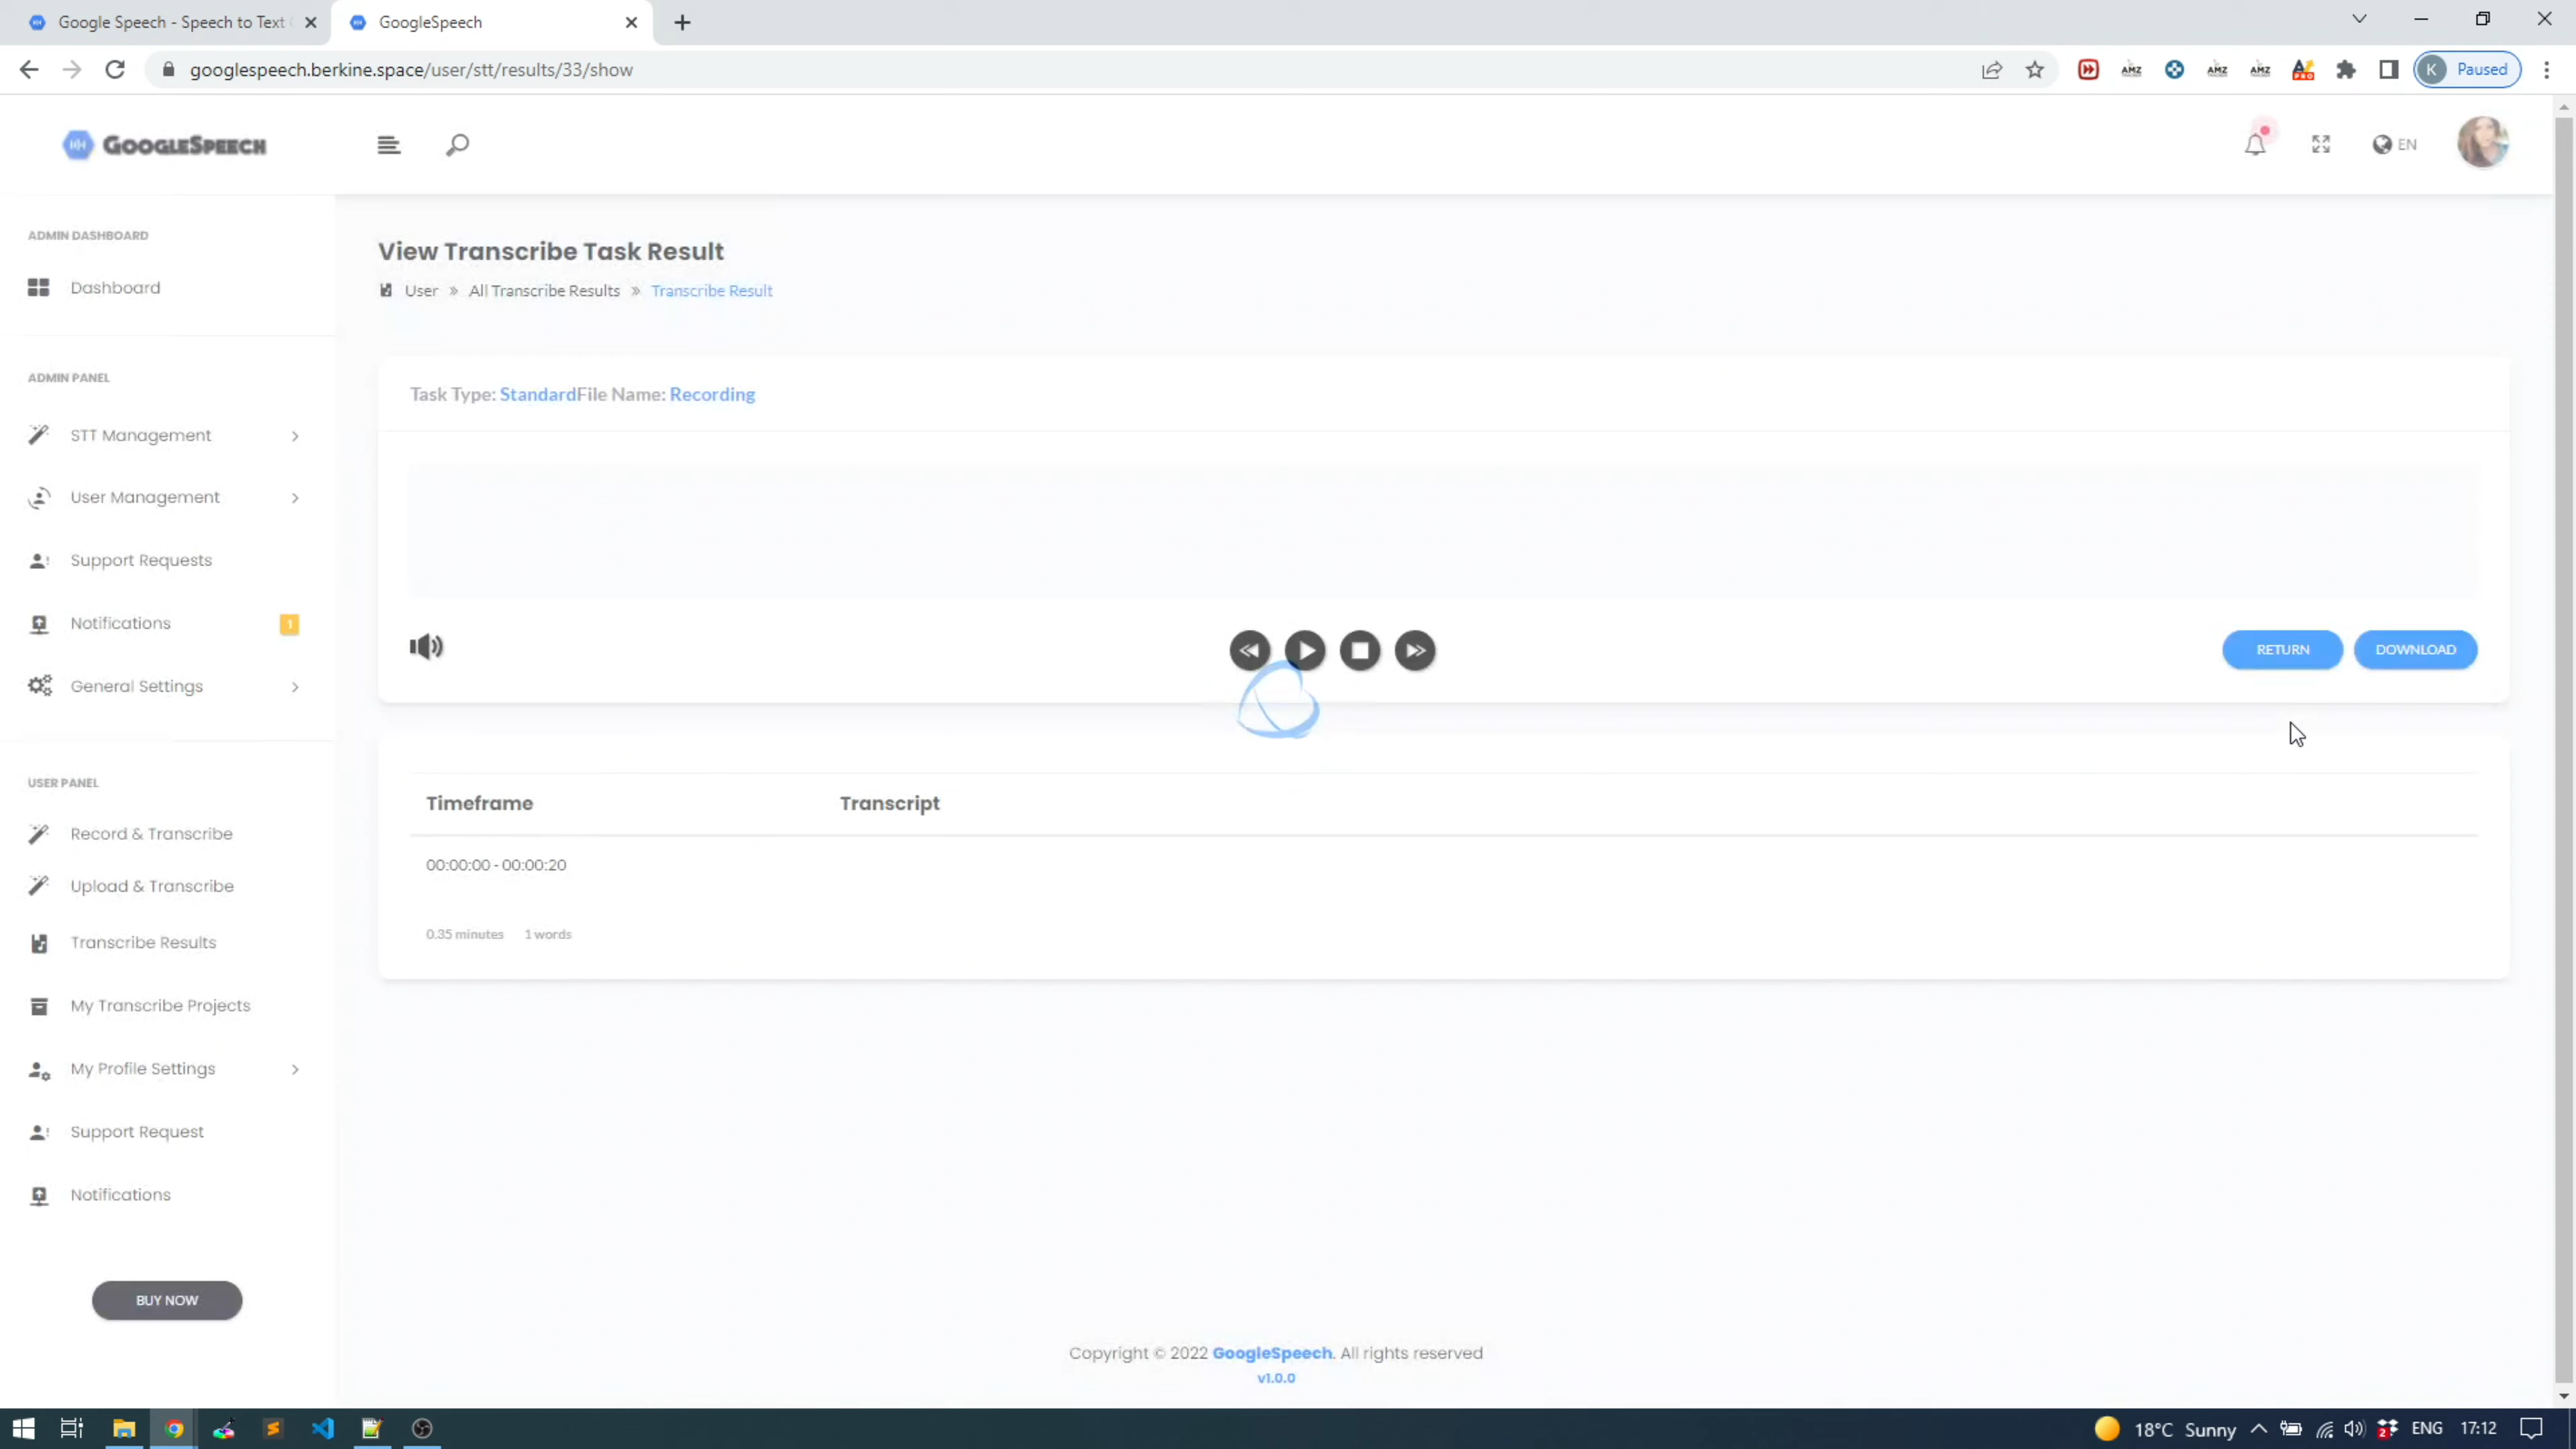 Google Speech - Speech to Text
GoogleSpeech
googlespeech.berkine.space/user/stt/results/33/show
AMZ
AMZ
AMZ
PRO
K
Paused
GOOGLESPEECH
EN
ADMIN DASHBOARD
Dashboard
ADMIN PANEL
STT Management
User Management
Support Requests
Notifications
1
General Settings
USER PANEL
Record & Transcribe
Upload & Transcribe
Transcribe Results
My Transcribe Projects
My Profile Settings
Support Request
Notifications
BUY NOW
View Transcribe Task Result
User » All Transcribe Results » Transcribe Result
Task Type: StandardFile Name: Recording
RETURN
DOWNLOAD
Timeframe Transcript
00:00:00 - 00:00:20
0.35 minutes 1 words
Copyright © 2022 GoogleSpeech. All rights reserved
v1.0.0
18°C Sunny
2
ENG
17:12